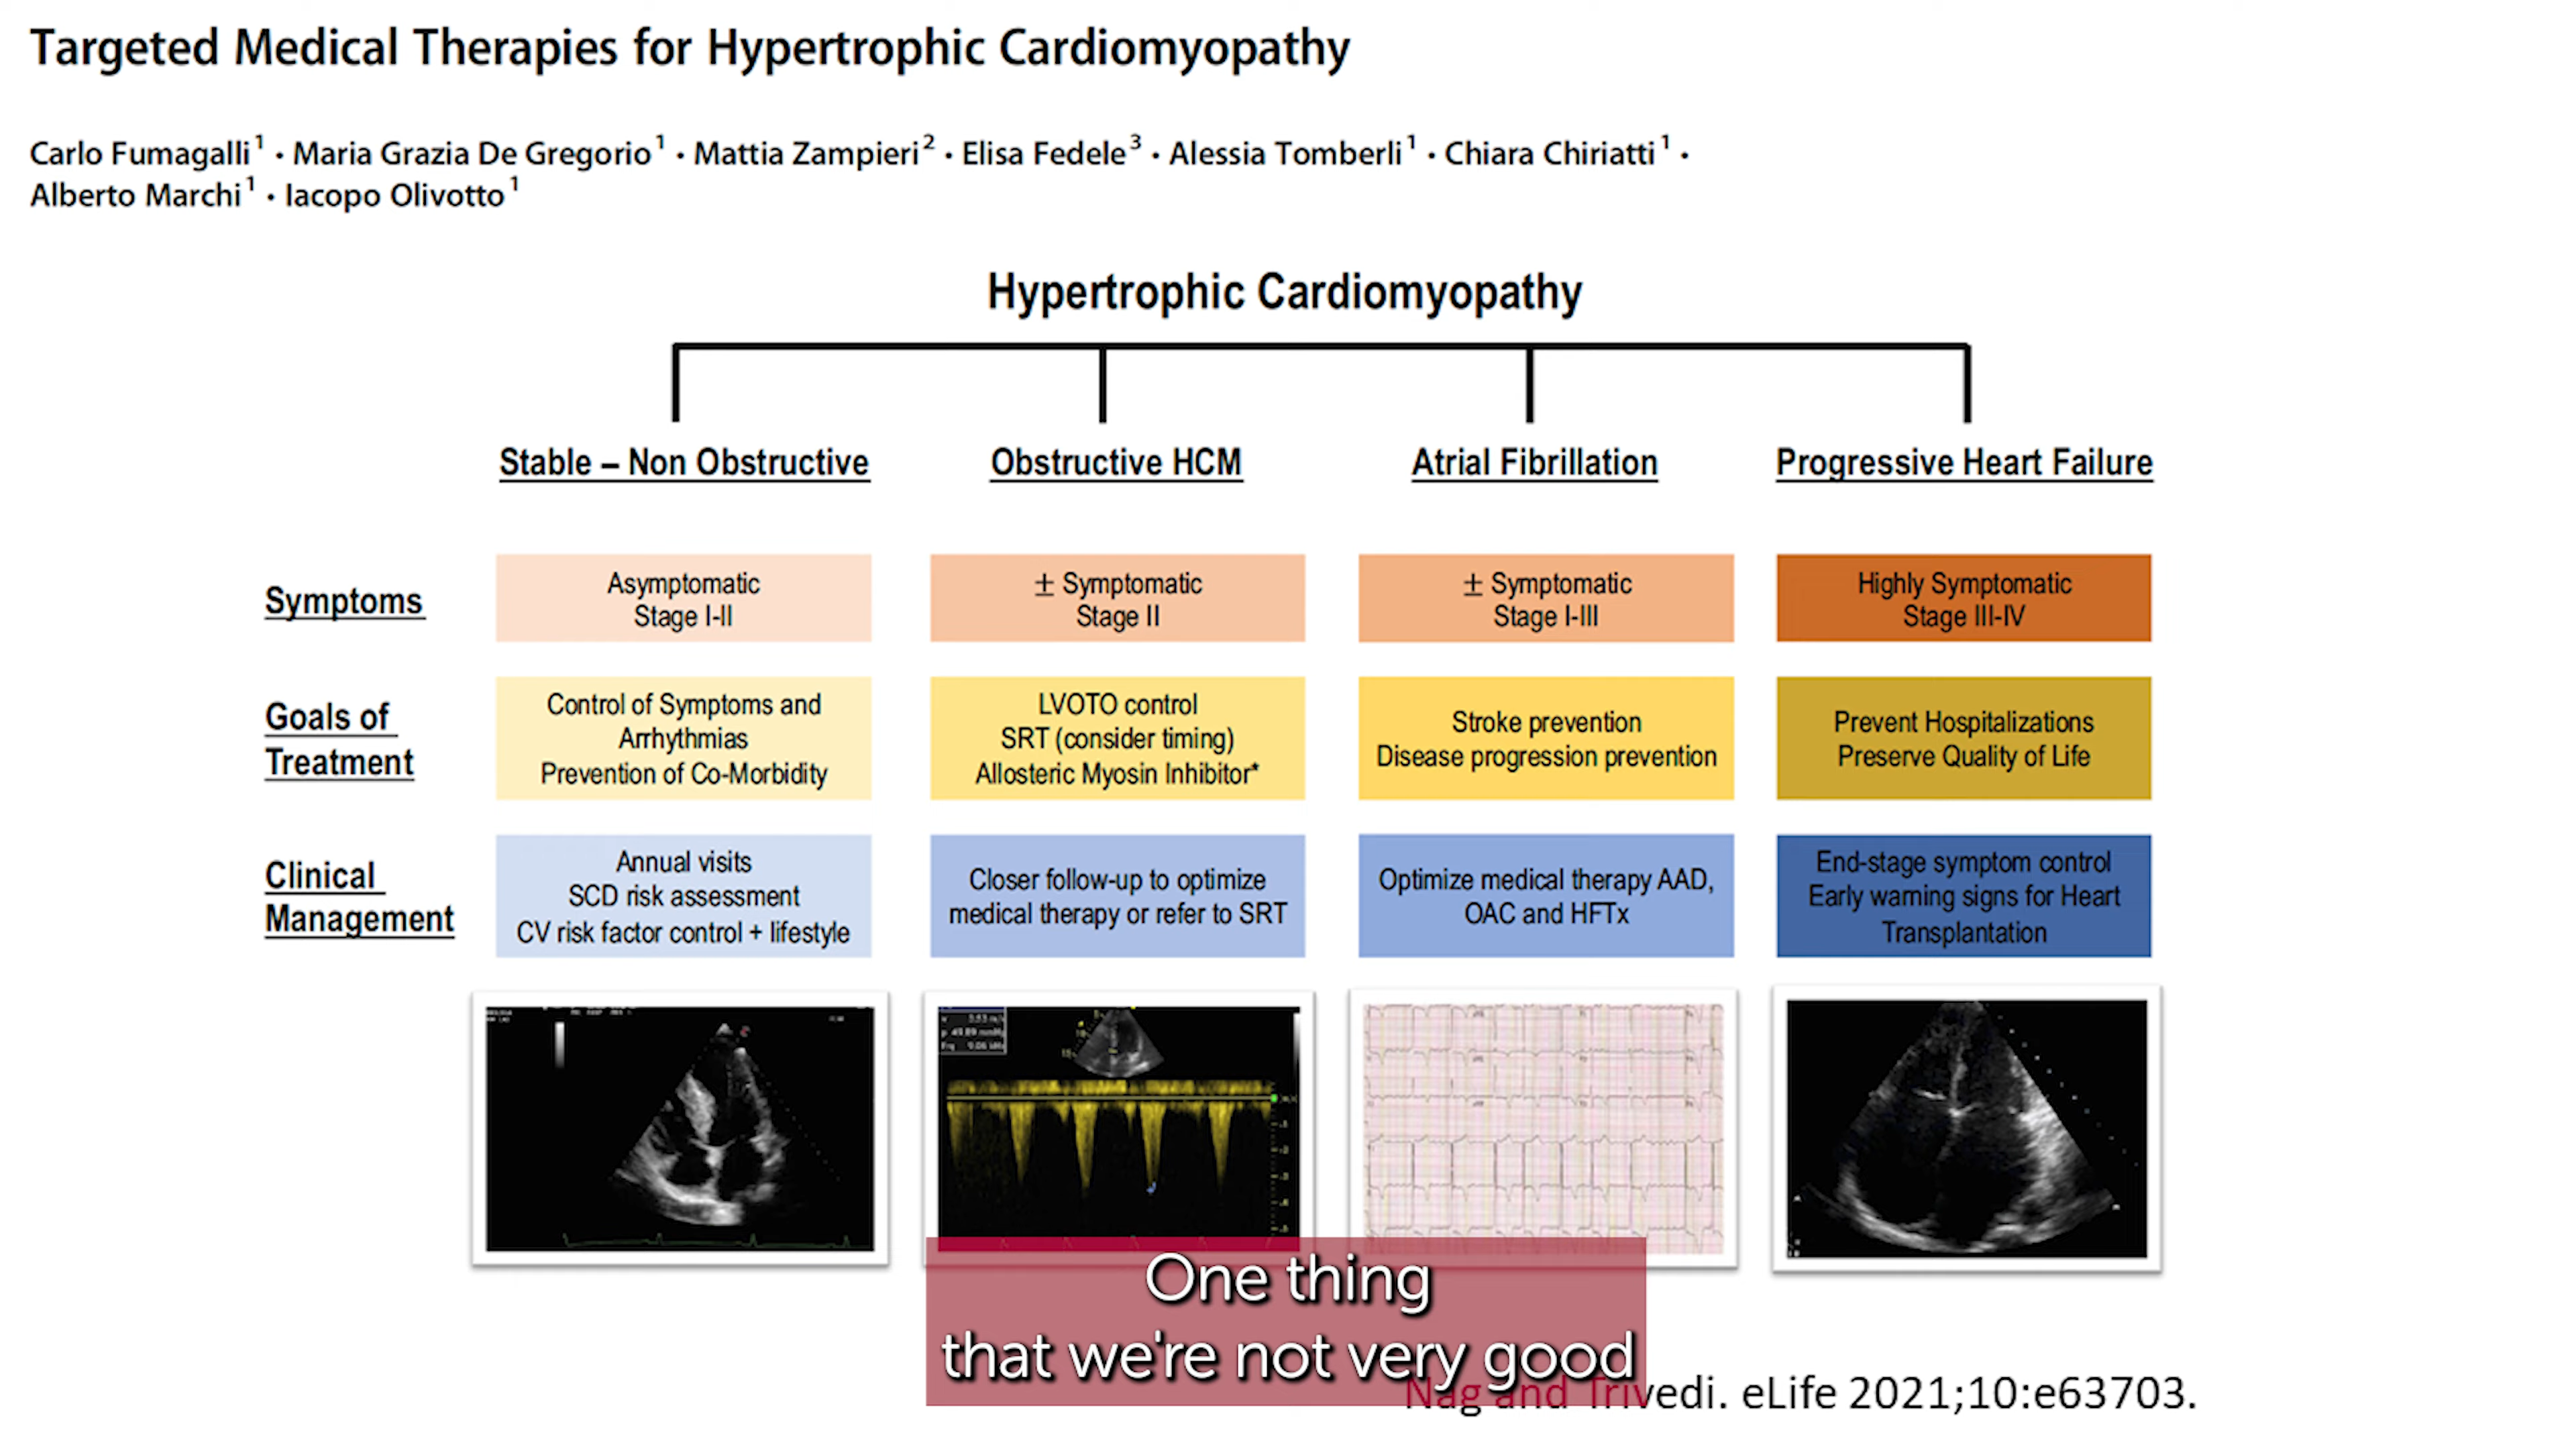 Targeted Medical Therapies for Hypertrophic Cardiomyopathy
Carlo Fumagalli1 · Maria Grazia De Gregorio1 · Mattia Zampieri2 · Elisa Fedele3 · Alessia Tomberli1 · Chiara Chiriatti1 ·
Alberto Marchi1 · Iacopo Olivotto1
Hypertrophic Cardiomyopathy
Stable – Non Obstructive
Obstructive HCM
Atrial Fibrillation
Progressive Heart Failure
Symptoms
Asymptomatic
Stage I-II
± Symptomatic
Stage II
± Symptomatic
Stage I-III
Highly Symptomatic
Stage III-IV
Goals of
Treatment
Control of Symptoms and
Arrhythmias
Prevention of Co-Morbidity
LVOTO control
SRT (consider timing)
Allosteric Myosin Inhibitor*
Stroke prevention
Disease progression prevention
Prevent Hospitalizations
Preserve Quality of Life
Clinical
Management
Annual visits
SCD risk assessment
CV risk factor control + lifestyle
Closer follow-up to optimize
medical therapy or refer to SRT
Optimize medical therapy AAD,
OAC and HFTx
End-stage symptom control
Early warning signs for Heart
Transplantation
One thing
that we're not very good
Nag and Trivedi. eLife 2021;10:e63703.